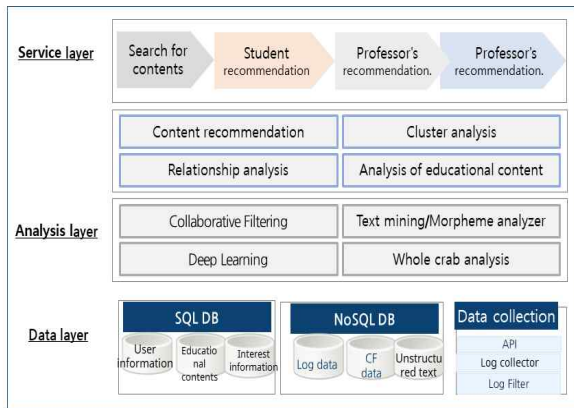 Service layer
Search for
contents
Student
recommendation
Professor's
recommendation.
Professor's
recommendation.
Content recommendation
Cluster analysis
Relationship analysis
Analysis of educational content
Analysis layer
Collaborative Filtering
Text mining/Morpheme analyzer
Deep Learning
Whole crab analysis
Data layer
SQL DB
User
information
Educatio
nal
contents
Interest
information
NoSQL DB
Log data
CF
data
Unstructu
red text
Data collection
API
Log collector
Log Filter